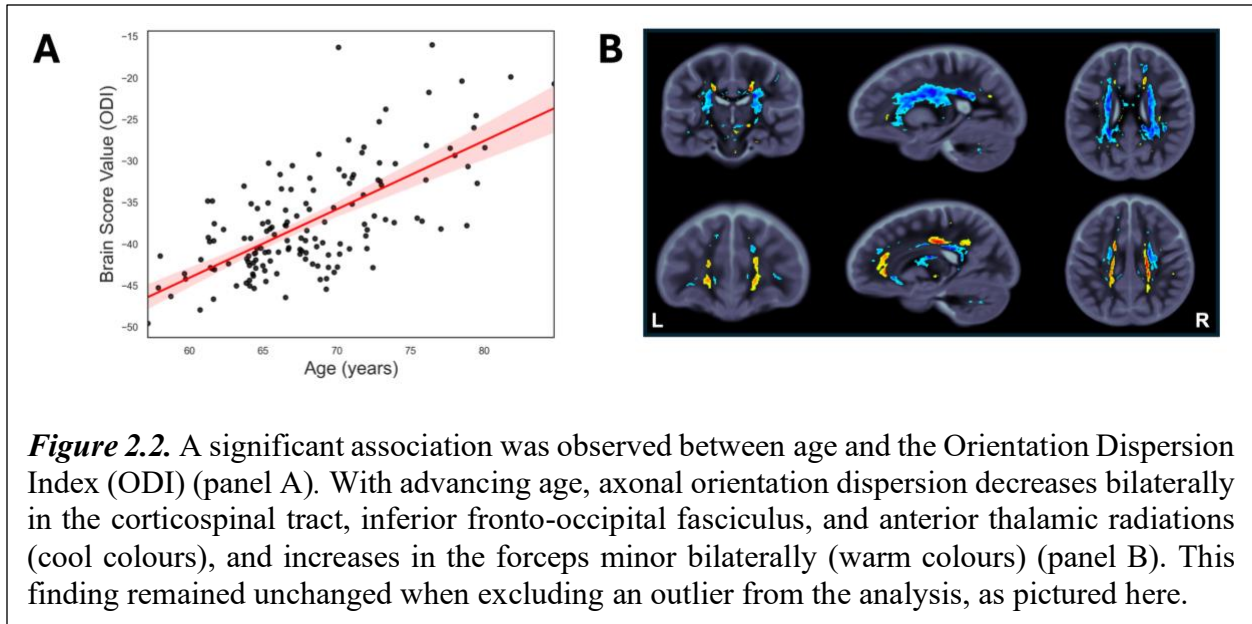 A
B
−15
−20
−25
−30
−35
−40
−45
−50
Brain Score Value (ODI)
60
65
70
75
80
Age (years)
L
R
Figure 2.2. A significant association was observed between age and the Orientation Dispersion
Index (ODI) (panel A). With advancing age, axonal orientation dispersion decreases bilaterally
in the corticospinal tract, inferior fronto-occipital fasciculus, and anterior thalamic radiations
(cool colours), and increases in the forceps minor bilaterally (warm colours) (panel B). This
finding remained unchanged when excluding an outlier from the analysis, as pictured here.